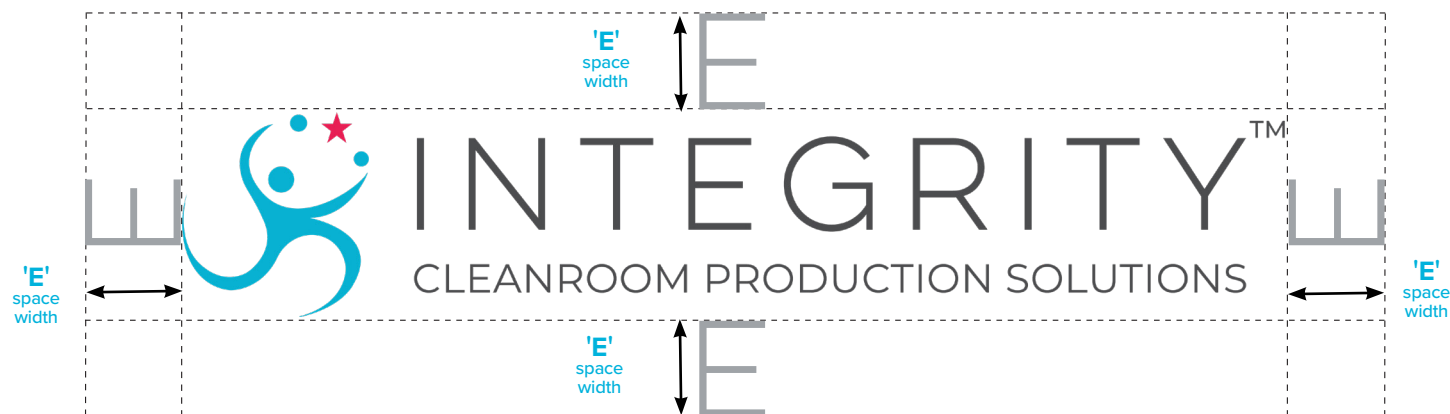 'E'
space
width
E
INTEGRITY™
E
E
CLEANROOM PRODUCTION SOLUTIONS
'E'
space
width
'E'
space
width
'E'
space
width
E